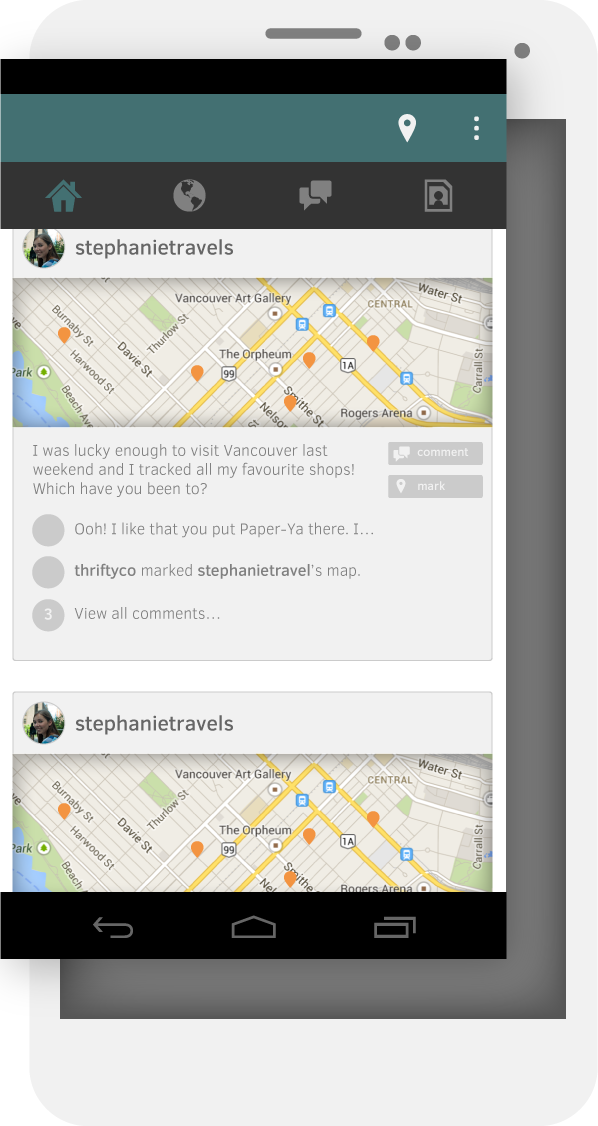 stephanietravels
Water St
Vancouver Art Gallery
CENTRAL
Burnaby St
Thurlow St
Davie St
The Orpheum
1A
Harwood St
99
Park
Carrall St
Beach Av
Smithe St
Nelson
Rogers Arena
I was lucky enough to visit Vancouver last
weekend and I tracked all my favourite shops!
Which have you been to?
comment
mark
Ooh! I like that you put Paper-Ya there. I...
thriftyco marked stephanietravel's map.
3 View all comments...
stephanietravels
Water St
Vancouver Art Gallery
CENTRAL
Burnaby St
Thurlow St
Davie St
The Orpheum
1A
Harwood St
99
Park
Carrall St
Beach
Smithe
Rogers Arena